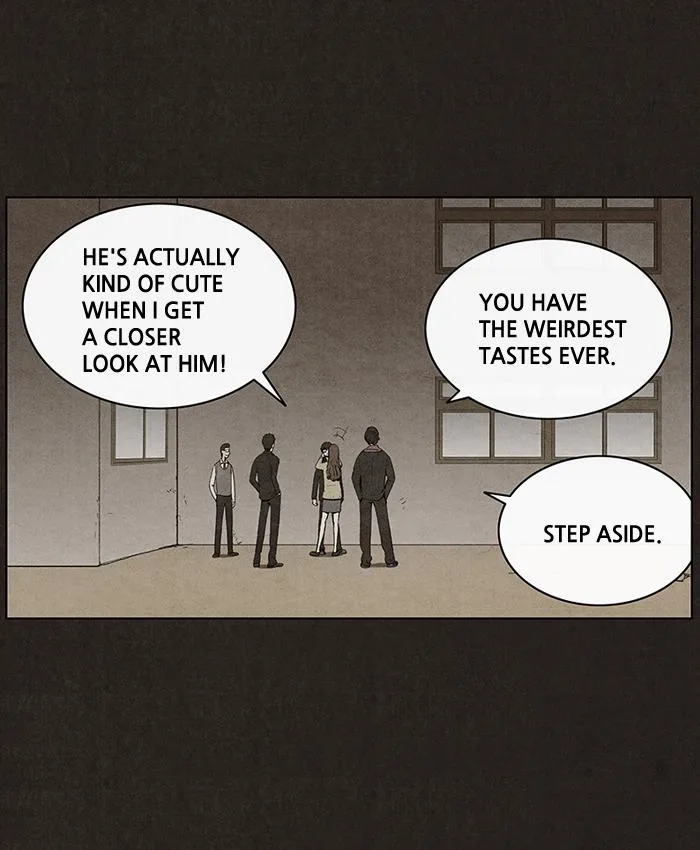 HE'S ACTUALLY
KIND OF CUTE
WHEN I GET
A CLOSER
LOOK AT HIM!
YOU HAVE
THE WEIRDEST
TASTES EVER.
STEP ASIDE.